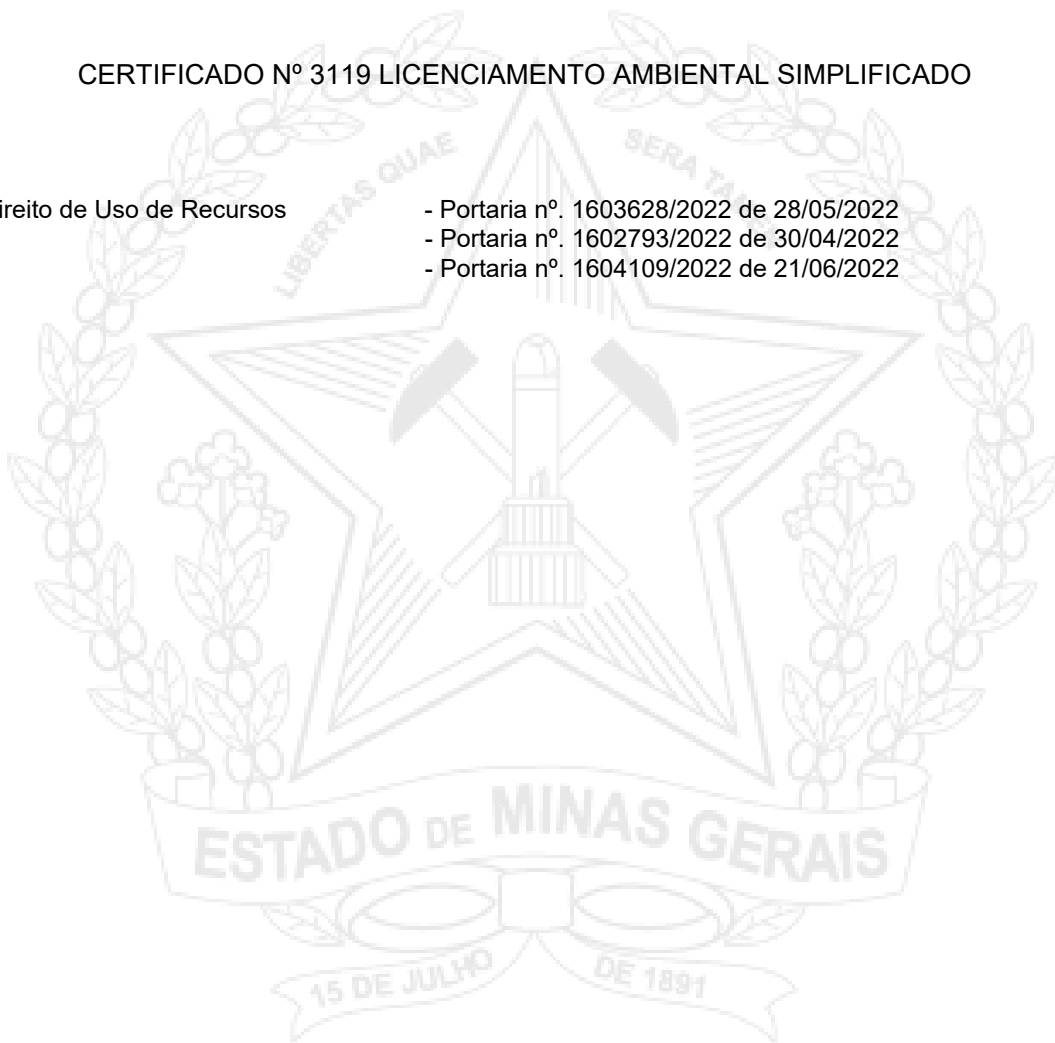 CERTIFICADO Nº 3119 LICENCIAMENTO AMBIENTAL SIMPLIFICADO
LIBERTAS QUAE SERA TAMEN
ireito de Uso de Recursos - Portaria nº. 1603628/2022 de 28/05/2022
- Portaria nº. 1602793/2022 de 30/04/2022
- Portaria nº. 1604109/2022 de 21/06/2022
ESTADO DE MINAS GERAIS
15 DE JULHO DE 1891